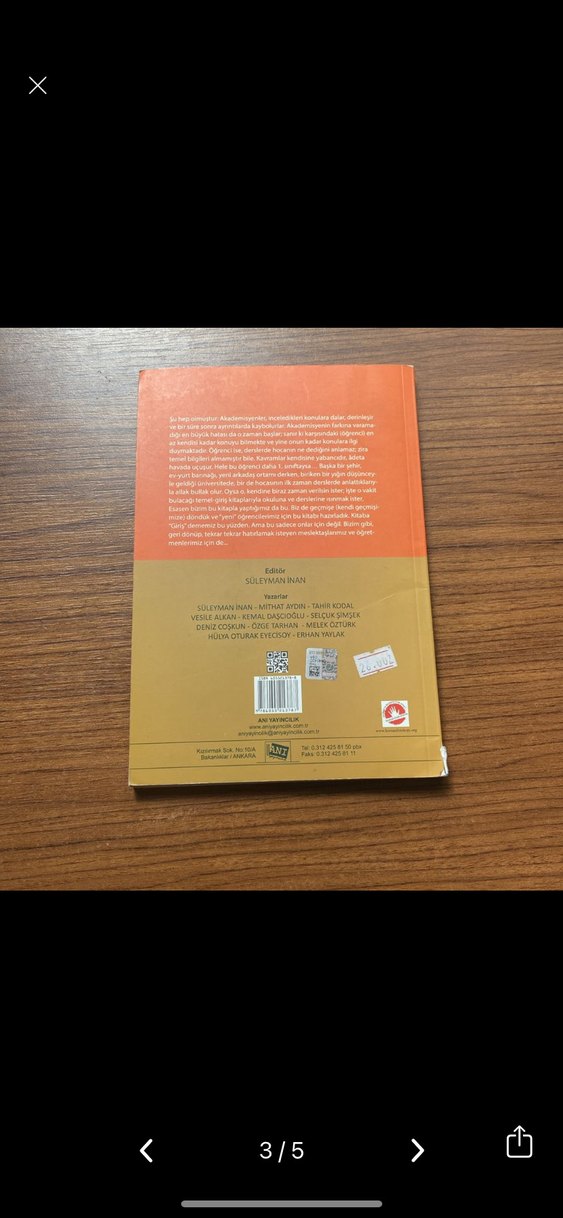 Şu hep olmuştur: Akademisyenler, inceledikleri konulara dalar, derinleşir
ve bir süre sonra ayrıntılarda kaybolurlar. Akademisyenin farkına varama-
dığı en büyük hatası da o zaman başlar; sanır ki karşısındaki (öğrenci) en
az kendisi kadar konuyu bilmekte ve yine onun kadar konulara ilgi
duymaktadır. Öğrenci ise, derslerde hocanın ne dediğini anlamaz; zira
temel bilgileri almamıştır bile. Kavramlar kendisine yabancıdır, âdeta
havada uçuşur. Hele bu öğrenci daha 1. sınıftaysa... Başka bir şehir,
ev-yurt barınağı, yeni arkadaş ortamı derken, biriken bir yığın düşüncey-
le geldiği üniversitede, bir de hocasının ilk zaman derslerde anlattıklarıy-
la allak bullak olur. Oysa o, kendine biraz zaman verilsin ister; işte o vakit
bulacağı temel-giriş kitaplarıyla okuluna ve derslerine ısınmak ister.
Esasen bizim bu kitapla yaptığımız da bu. Biz de geçmişe (kendi geçmişi-
mize) döndük ve "yeni" öğrencilerimiz için bu kitabı hazırladık. Kitaba
"Giriş" dememiz bu yüzden. Ama bu sadece onlar için değil: Bizim gibi,
geri dönüp, tekrar tekrar hatırlamak isteyen meslektaşlarımız ve öğret-
menlerimiz için de...
Editör
SÜLEYMAN İNAN
Yazarlar
SÜLEYMAN İNAN - MİTHAT AYDIN - TAHİR KODAL
VESİLE ALKAN - KEMAL DAŞCIOĞLU - SELÇUK ŞİMŞEK
DENİZ COŞKUN - ÖZGE TARHAN - MELEK ÖZTÜRK
HÜLYA OTURAK EYECİSOY - ERHAN YAYLAK
ANI YAYINCILIK
www.aniyayincilik.com.tr
aniyayincilik@aniyayincilik.com.tr
Kızılırmak Sok. No:10/A
Bakanlıklar / ANKARA
ANI
Tel: 0.312 425 81 50 pbx
Faks: 0.312 425 81 11
3 / 5